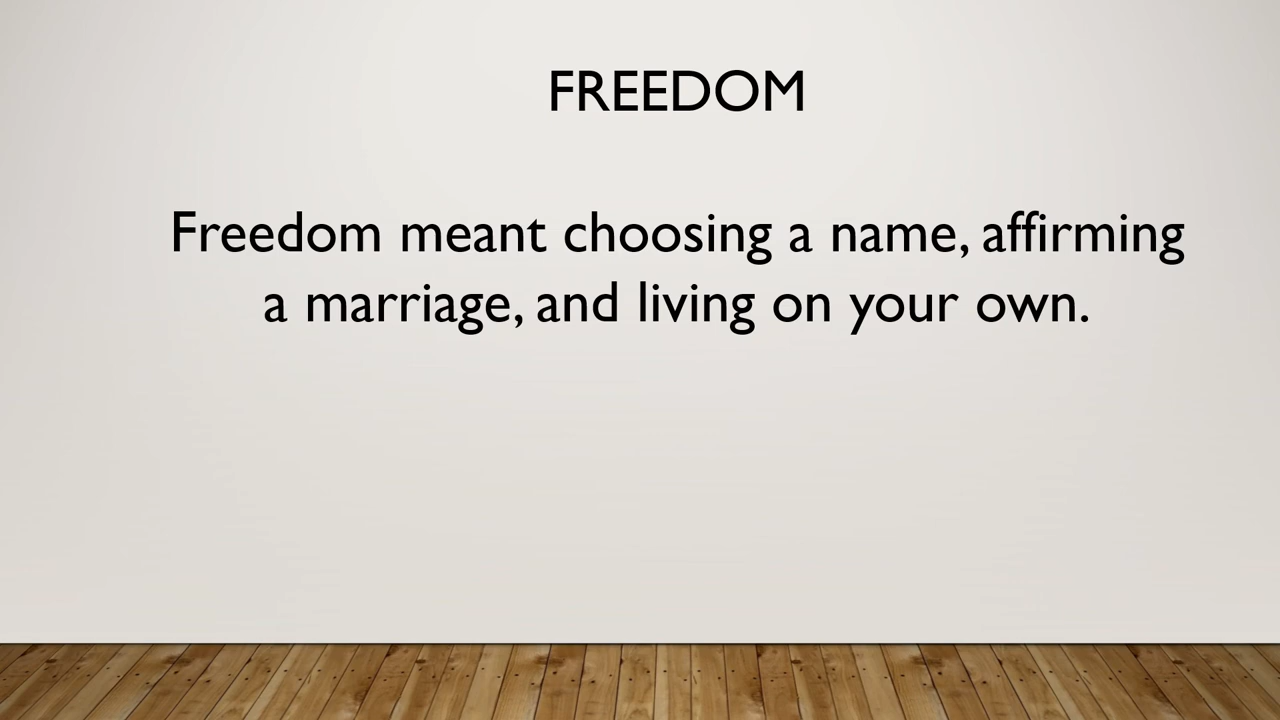 FREEDOM
Freedom meant choosing a name, affirming
a marriage, and living on your own.